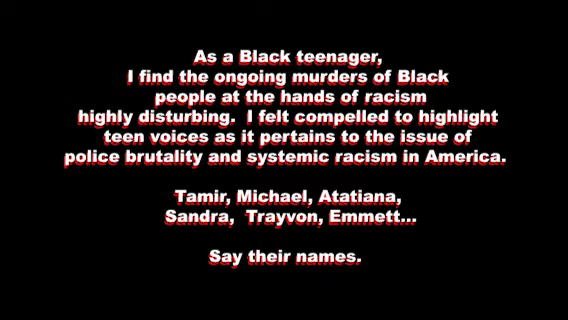 As a Black teenager,
I find the ongoing murders of Black
people at the hands of racism
highly disturbing. I felt compelled to highlight
teen voices as it pertains to the issue of
police brutality and systemic racism in America.
Tamir, Michael, Atatiana,
Sandra, Trayvon, Emmett...
Say their names.